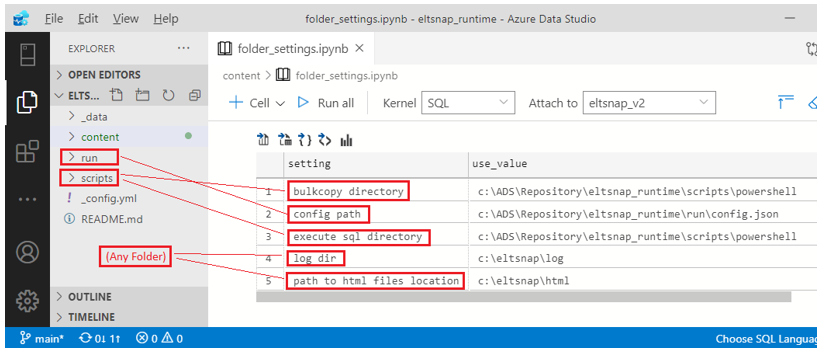 File Edit View Help folder_settings.ipynb - eltsnap_runtime - Azure Data Studio
EXPLORER
OPEN EDITORS
ELTS...
_data
content
run
scripts
_config.yml
README.md
(Any Folder)
OUTLINE
TIMELINE
folder_settings.ipynb
content > folder_settings.ipynb
Cell Run all Kernel SQL Attach to eltsnap_v2
setting use_value
1 bulkcopy directory c:\ADS\Repository\eltsnap_runtime\scripts\powershell
2 config path c:\ADS\Repository\eltsnap_runtime\run\config.json
3 execute sql directory c:\ADS\Repository\eltsnap_runtime\scripts\powershell
4 log dir c:\eltsnap\log
5 path to html files location c:\eltsnap\html
main* 0↓ 1↑ 0 0 Choose SQL Langua